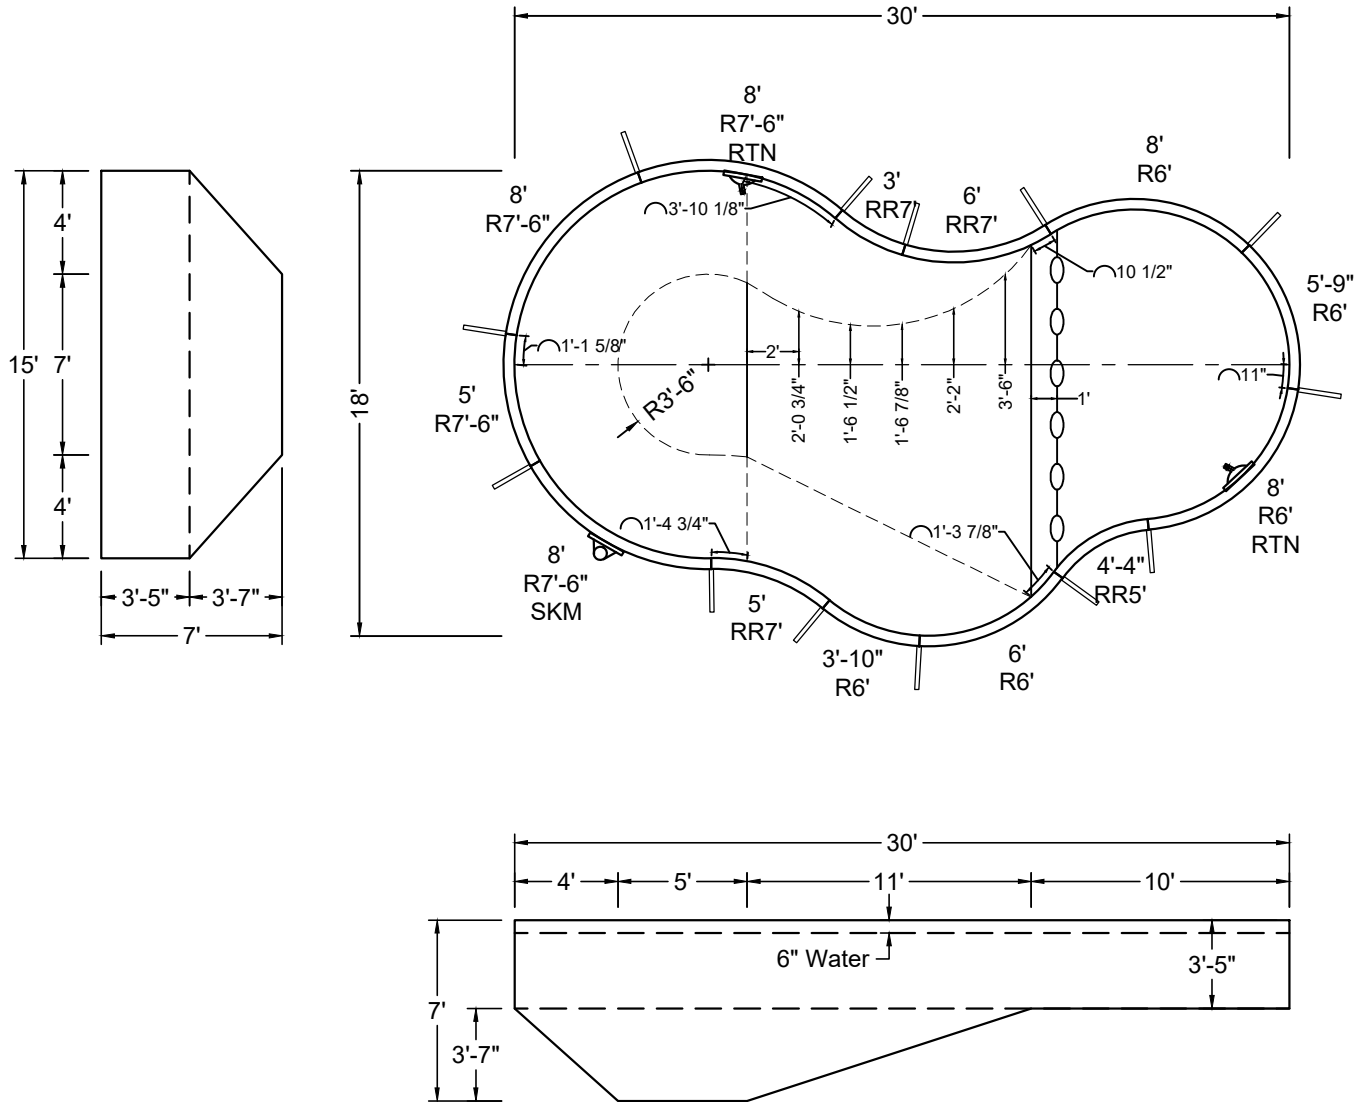 30'
8'
R7'-6"
RTN
8'
R6'
8'
R7'-6"
3'
RR7'
6'
RR7'
3'-10 1/8"
10 1/2"
5'-9"
R6'
4'
15'
7'
4'
3'-5"
3'-7"
7'
18'
1'-1 5/8"
2'
R3'-6"
2'-0 3/4"
1'-6 1/2"
1'-6 7/8"
2'-2"
3'-6"
1'
11"
5'
R7'-6"
1'-4 3/4"
1'-3 7/8"
8'
R6'
RTN
8'
R7'-6"
SKM
4'-4"
RR5'
5'
RR7'
3'-10"
R6'
6'
R6'
30'
4'
5'
11'
10'
6" Water
3'-5"
7'
3'-7"